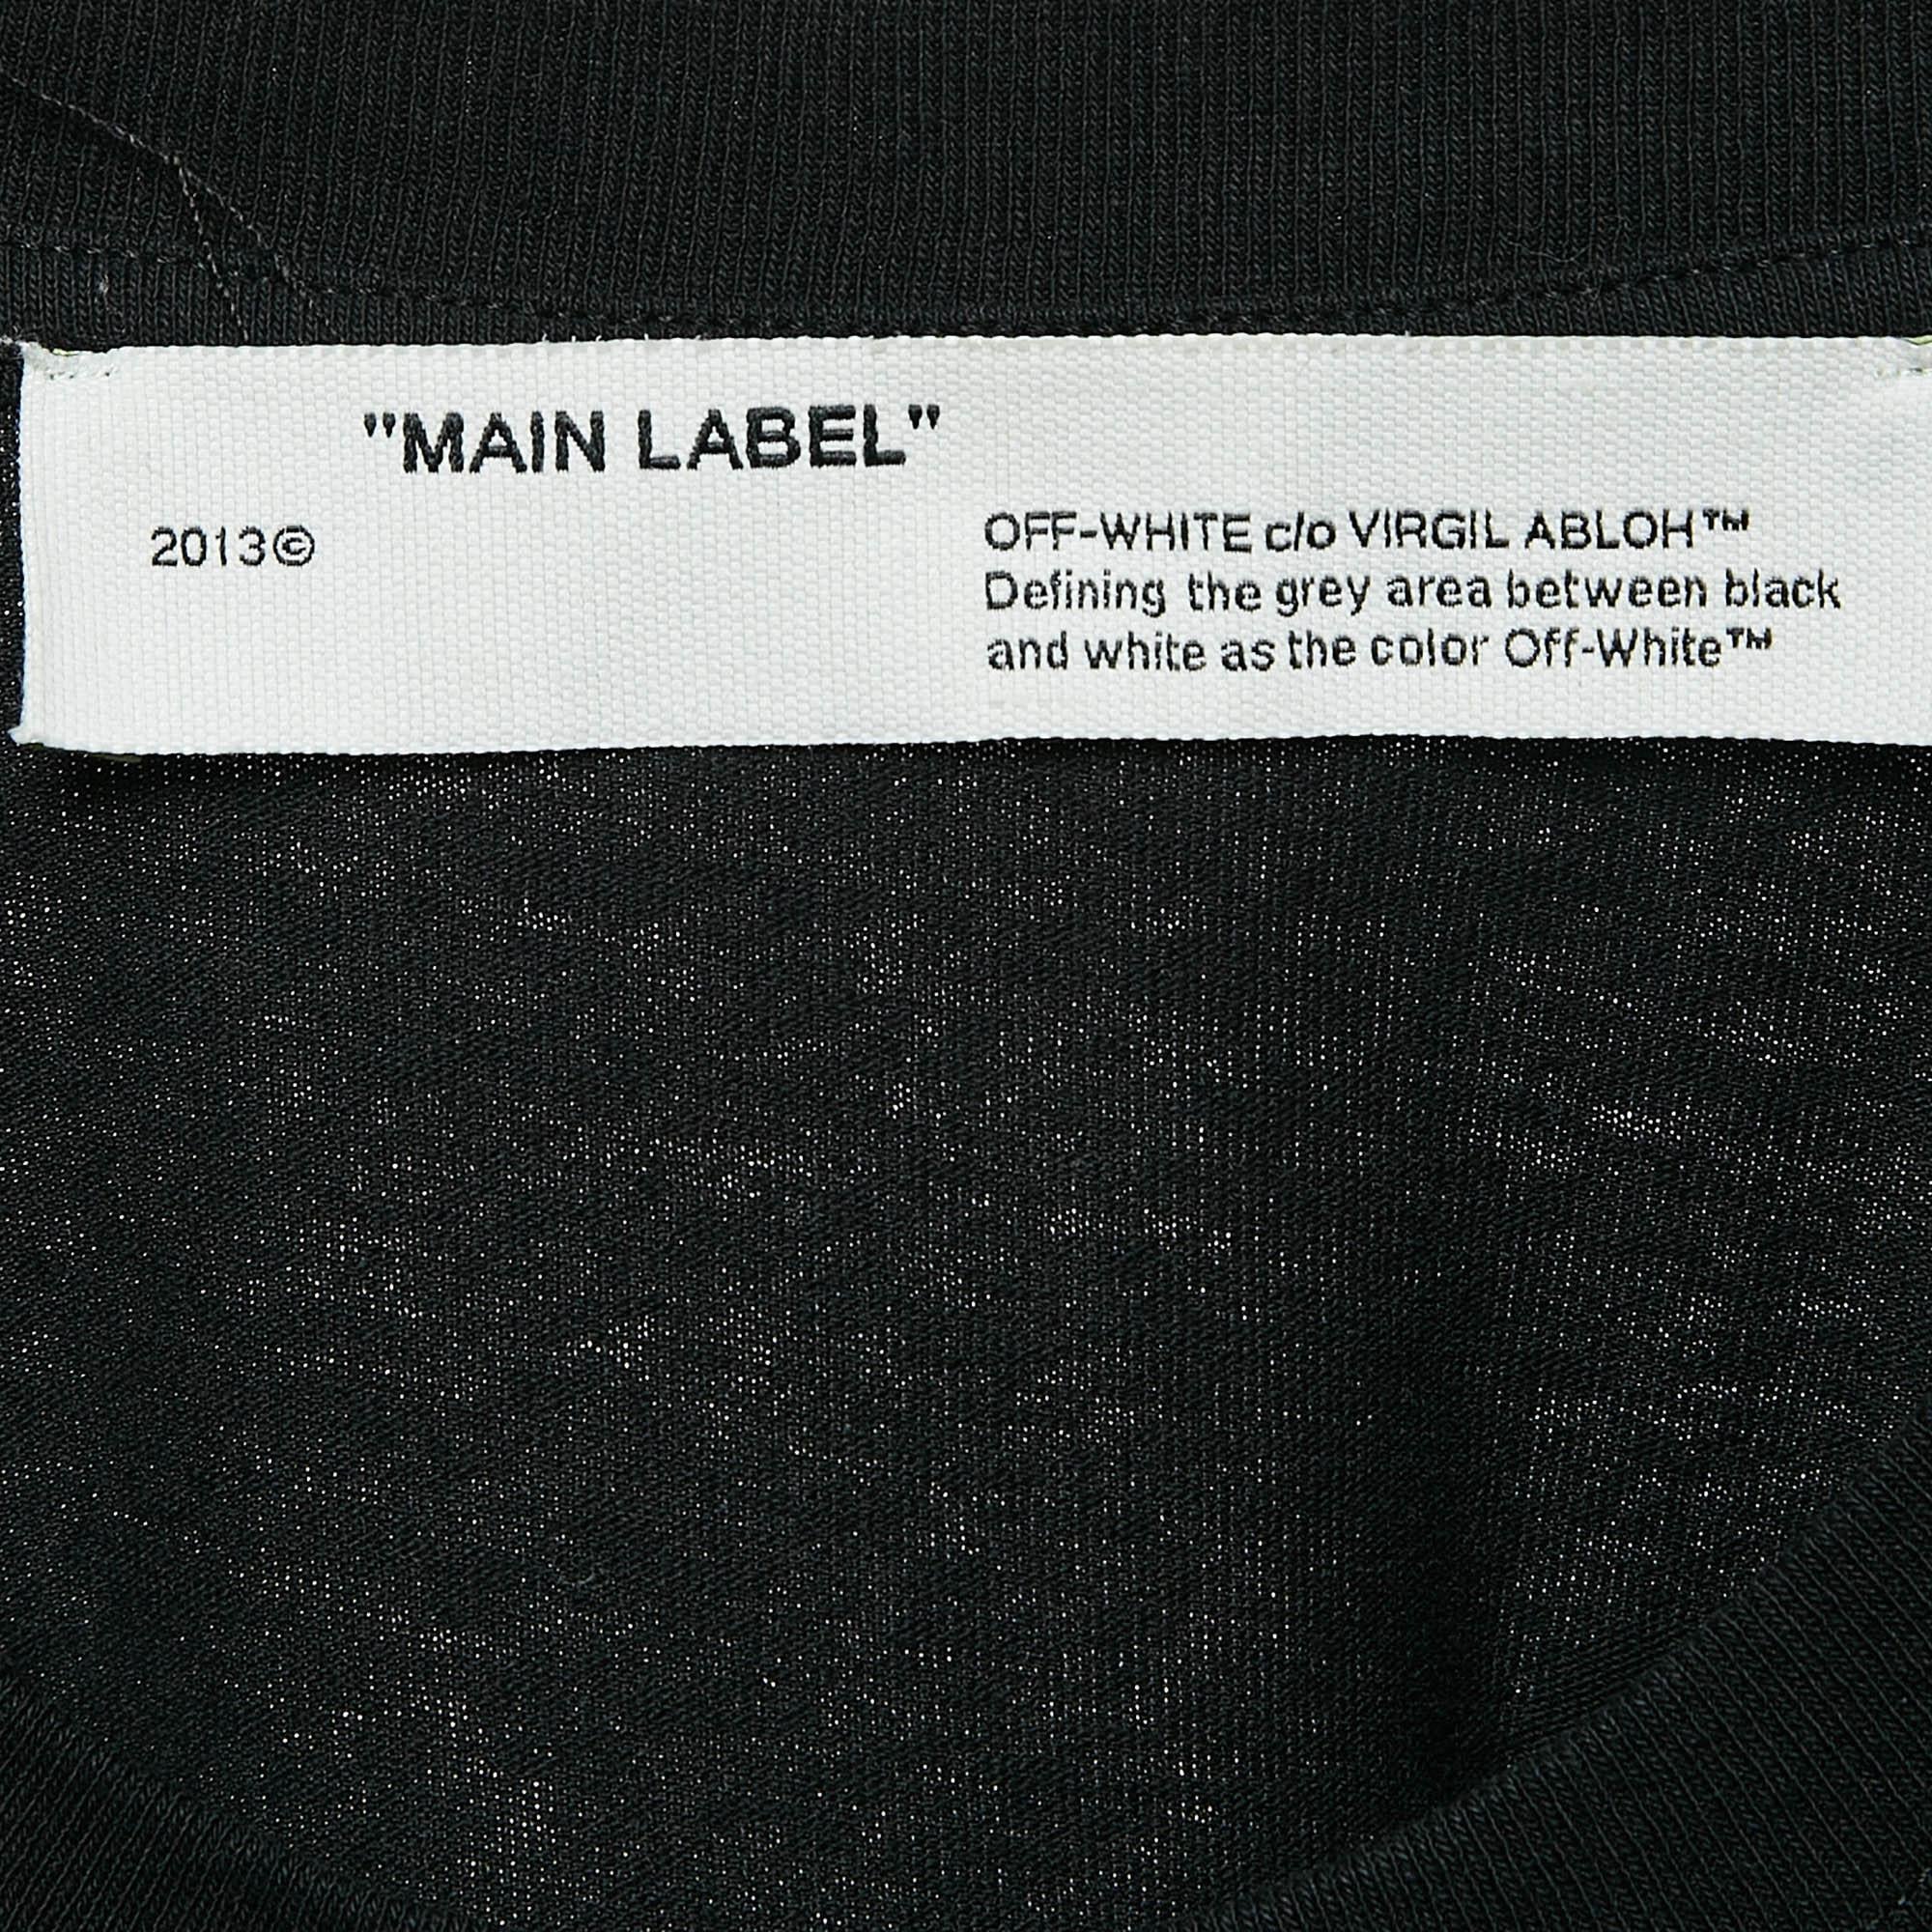 "MAIN LABEL"
2013©
OFF-WHITE c/o VIRGIL ABLOH™
Defining the grey area between black
and white as the color Off-White™